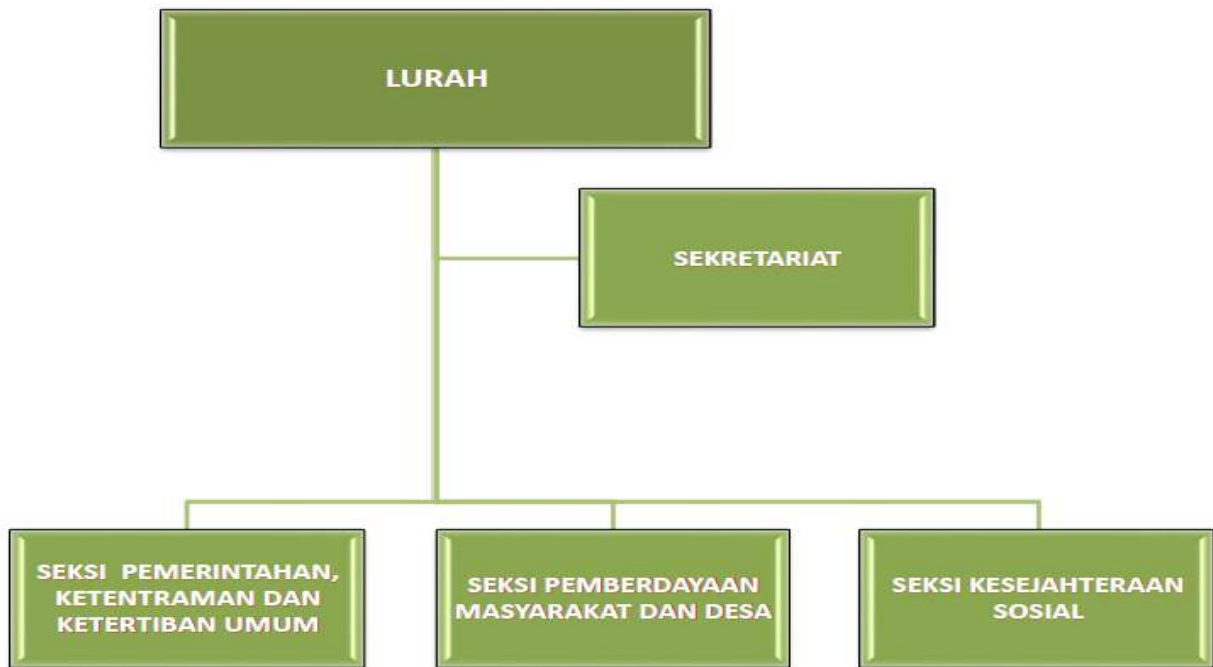 LURAH
SEKRETARIAT
SEKSI PEMERINTAHAN,
KETENTRAMAN DAN
KETERTIBAN UMUM
SEKSI PEMBERDAYAAN
MASYARAKAT DAN DESA
SEKSI KESEJAHTERAAN
SOSIAL